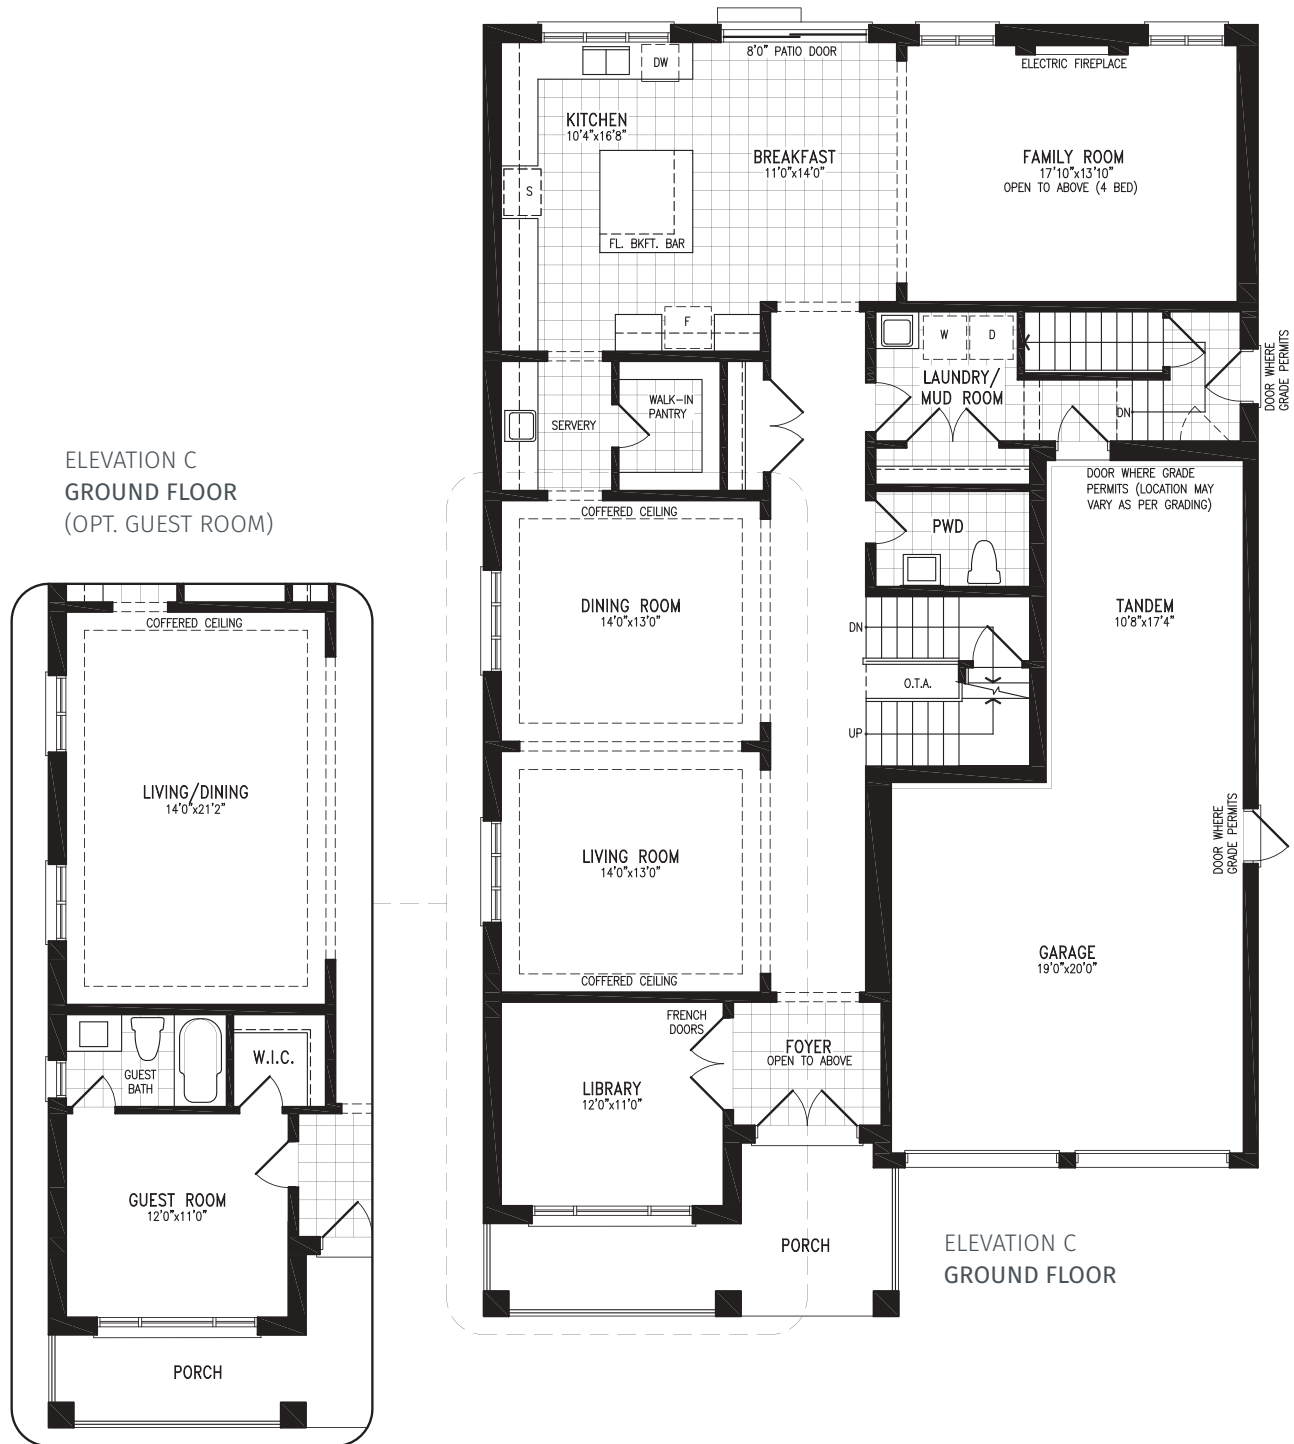 8'0" PATIO DOOR
ELECTRIC FIREPLACE
DW
KITCHEN
10'4"x16'8"
BREAKFAST
11'0"x14'0"
FAMILY ROOM
17'10"x13'10"
OPEN TO ABOVE (4 BED)
S
FL. BKFT. BAR
F
W
D
LAUNDRY/
MUD ROOM
DN
DOOR WHERE
GRADE PERMITS
WALK-IN
PANTRY
SERVERY
DOOR WHERE GRADE
PERMITS (LOCATION MAY
VARY AS PER GRADING)
COFFERED CEILING
PWD
DINING ROOM
14'0"x13'0"
TANDEM
10'8"x17'4"
DN
O.T.A.
UP
LIVING ROOM
14'0"x13'0"
DOOR WHERE
GRADE PERMITS
GARAGE
19'0"x20'0"
COFFERED CEILING
FRENCH
DOORS
FOYER
OPEN TO ABOVE
LIBRARY
12'0"x11'0"
PORCH
ELEVATION C
GROUND FLOOR
ELEVATION C
GROUND FLOOR
(OPT. GUEST ROOM)
COFFERED CEILING
LIVING/DINING
14'0"x21'2"
GUEST
BATH
W.I.C.
GUEST ROOM
12'0"x11'0"
PORCH